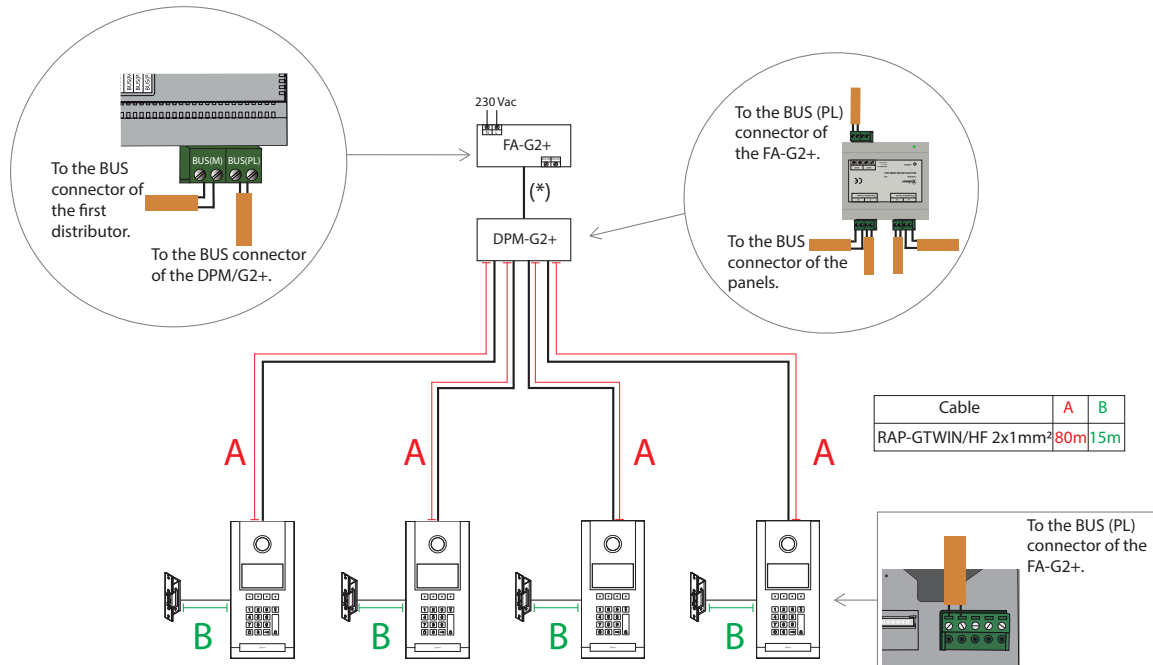 BUS(M)
BUS(PL)
To the BUS
connector of
the first
distributor.
To the BUS connector
of the DPM/G2+.
230 Vac
FA-G2+
(*)
DPM-G2+
To the BUS (PL)
connector of
the FA-G2+.
To the BUS
connector of the
panels.
A
A
A
A
Cable A B
RAP-GTWIN/HF 2x1mm² 80m 15m
B
B
B
B
To the BUS (PL)
connector of the
FA-G2+.